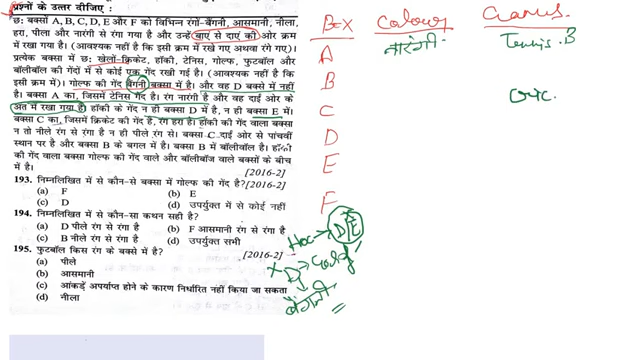 प्रश्नों के उत्तर दीजिए :
छः बक्सा A, B, C, D, E और F को विभिन्न रंगो-बैंगनी, आसमानी, नीला,
हरा, पीला और नारंगी से रंगा गया है और उन्हें बाए से दाएं की ओर क्रम
में रखा गया है। (आवश्यक नहीं है कि इसी क्रम में रखे गए अथवा रंगे गए)
प्रत्येक बक्सा में छः खेलों-क्रिकेट, हॉकी, टेनिस, गोल्फ, फुटबॉल और
बॉलीबॉल की गेंदों में से कोई एक गेंद रखी गई है। (आवश्यक नहीं है कि
इसी क्रम में)। गोल्फ की गेंद बैंगनी बक्सा में है। और वह D बक्से में नहीं
है। बक्सा A का, जिसमें टेनिस गेंद है। रंग नारंगी है और वह दाई ओर के
अंत में रखा गया है। हॉकी के गेंद न ही बक्सा D में है, न ही बक्सा E में।
बक्सा C का, जिसमें क्रिकेट की गेंद है, रंग हरा है। हॉकी की गेंद वाला बक्सा
न तो नीले रंग से रंगा है न ही पीले रंग से। बक्सा C दाई ओर से पांचवीं
स्थान पर है और बक्सा B के बगल में है। बक्सा B में बॉलीवॉल है। हॉकी
की गेंद वाला बक्सा गोल्फ की गेंद वाले और बॉलीबॉज वाले बक्सों के बीच
में है। [2016-2]
193. निम्नलिखित में से कौन-से बक्सा में गोल्फ की गेंद है? [2016-2]
(a) F (b) E
(c) D (d) उपर्युक्त में से कोई नहीं
194. निम्नलिखित में से कौन-सा कथन सही है?
(a) D पीले रंग से रंगा है (b) F आसमानी रंग से रंगा है
(c) B नीले रंग से रंगा है (d) उपर्युक्त सभी
195. फुटबॉल किस रंग के बक्से में है? [2016-2]
(a) पीले
(b) आसमानी
(c) आंकड़ें अपर्याप्त होने के कारण निर्धारित नहीं किया जा सकता
(d) नीला
Box Colour Games
A नारंगी Tennis B
B
C
D
E
F
Hoc → D E
x D → Golf
बैंगनी